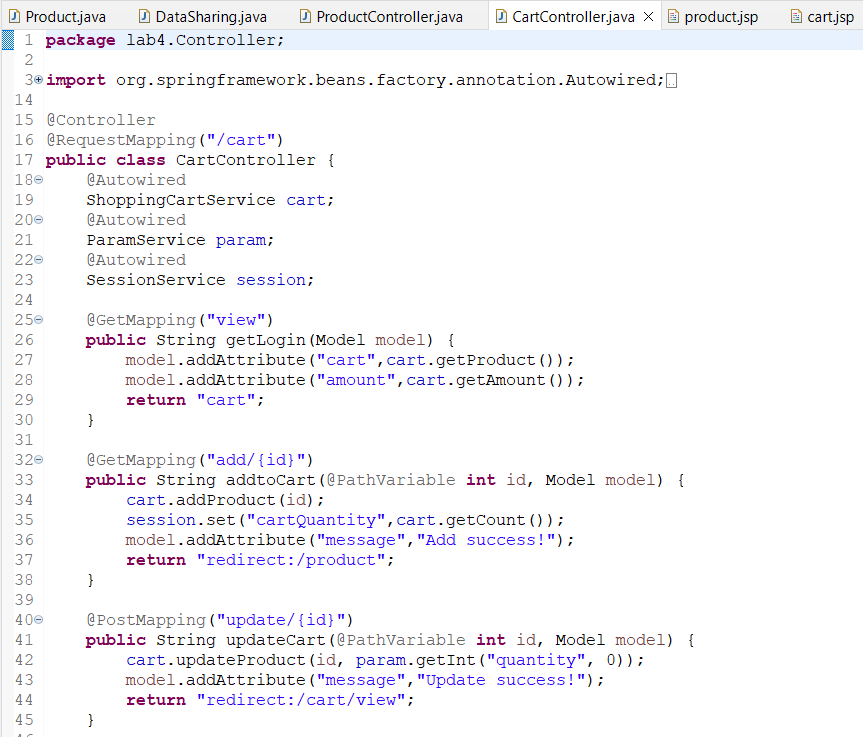 Product.java DataSharing.java ProductController.java CartController.java product.jsp cart.jsp
1 package lab4.Controller;
2
3 import org.springframework.beans.factory.annotation.Autowired;
14
15 @Controller
16 @RequestMapping("/cart")
17 public class CartController {
18 @Autowired
19 ShoppingCartService cart;
20 @Autowired
21 ParamService param;
22 @Autowired
23 SessionService session;
24
25 @GetMapping("view")
26 public String getLogin(Model model) {
27 model.addAttribute("cart",cart.getProduct());
28 model.addAttribute("amount",cart.getAmount());
29 return "cart";
30 }
31
32 @GetMapping("add/{id}")
33 public String addtoCart(@PathVariable int id, Model model) {
34 cart.addProduct(id);
35 session.set("cartQuantity",cart.getCount());
36 model.addAttribute("message","Add success!");
37 return "redirect:/product";
38 }
39
40 @PostMapping("update/{id}")
41 public String updateCart(@PathVariable int id, Model model) {
42 cart.updateProduct(id, param.getInt("quantity", 0));
43 model.addAttribute("message","Update success!");
44 return "redirect:/cart/view";
45 }